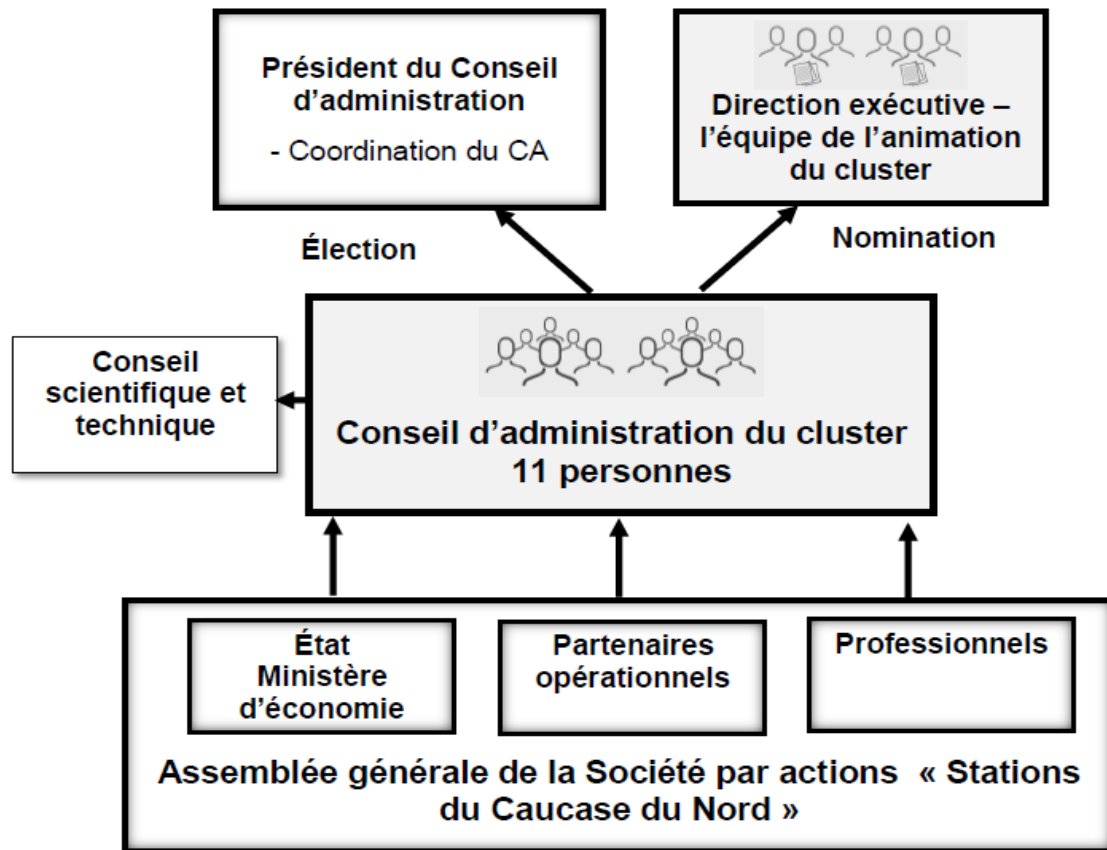 Président du Conseil
d’administration
- Coordination du CA
Direction exécutive –
l’équipe de l’animation
du cluster
Élection
Nomination
Conseil
scientifique et
technique
Conseil d’administration du cluster
11 personnes
État
Ministère
d’économie
Partenaires
opérationnels
Professionnels
Assemblée générale de la Société par actions « Stations
du Caucase du Nord »